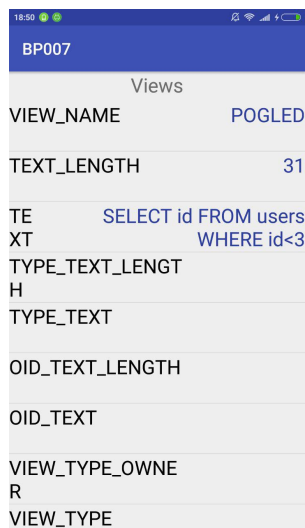 18:50
BP007
Views
VIEW_NAME POGLED
TEXT_LENGTH 31
TE SELECT id FROM users
XT WHERE id<3
TYPE_TEXT_LENGT
H
TYPE_TEXT
OID_TEXT_LENGTH
OID_TEXT
VIEW_TYPE_OWNE
R
VIEW_TYPE